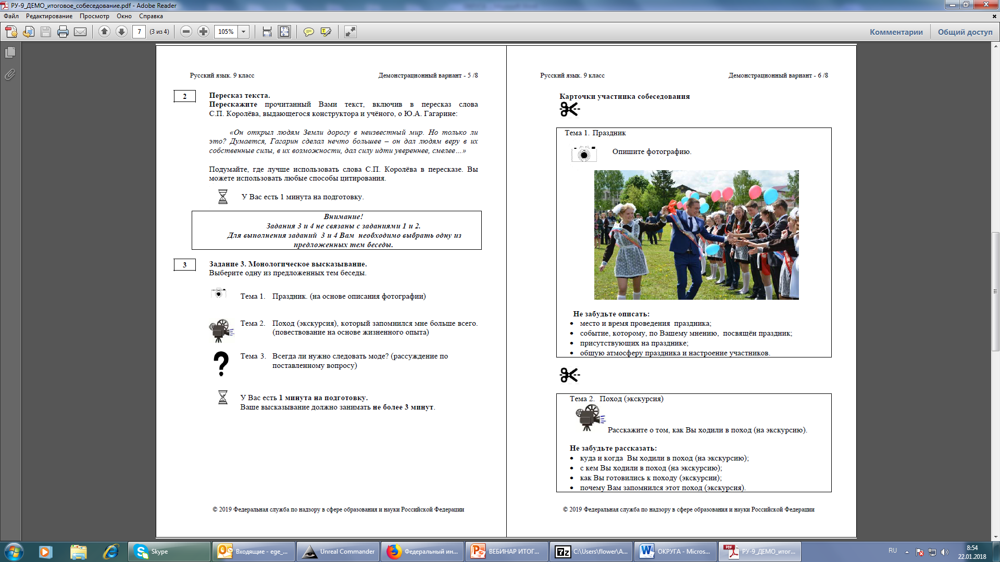 РУ-9_ДЕМО_итоговое_собеседование.pdf - Adobe Reader
Файл Редактирование Просмотр Окно Справка
7 (3 из 4) 105% Комментарии Общий доступ
Русский язык. 9 класс Демонстрационный вариант - 5 /8
2 Пересказ текста.
Перескажите прочитанный Вами текст, включив в пересказ слова
С.П. Королёва, выдающегося конструктора и учёного, о Ю.А. Гагарине:
«Он открыл людям Земли дорогу в неизвестный мир. Но только ли
это? Думается, Гагарин сделал нечто большее – он дал людям веру в их
собственные силы, в их возможности, дал силу идти увереннее, смелее…»
Подумайте, где лучше использовать слова С.П. Королёва в пересказе. Вы
можете использовать любые способы цитирования.
У Вас есть 1 минута на подготовку.
Внимание!
Задания 3 и 4 не связаны с заданиями 1 и 2.
Для выполнения заданий 3 и 4 Вам необходимо выбрать одну из
предложенных тем беседы.
3 Задание 3. Монологическое высказывание.
Выберите одну из предложенных тем беседы.
Тема 1. Праздник. (на основе описания фотографии)
Тема 2. Поход (экскурсия), который запомнился мне больше всего.
(повествование на основе жизненного опыта)
Тема 3. Всегда ли нужно следовать моде? (рассуждение по
поставленному вопросу)
У Вас есть 1 минута на подготовку.
Ваше высказывание должно занимать не более 3 минут.
© 2019 Федеральная служба по надзору в сфере образования и науки Российской Федерации
Русский язык. 9 класс Демонстрационный вариант - 6 /8
Карточки участника собеседования
Тема 1. Праздник
Опишите фотографию.
Не забудьте описать:
• место и время проведения праздника;
• событие, которому, по Вашему мнению, посвящён праздник;
• присутствующих на празднике;
• общую атмосферу праздника и настроение участников.
Тема 2. Поход (экскурсия)
Расскажите о том, как Вы ходили в поход (на экскурсию).
Не забудьте рассказать:
• куда и когда Вы ходили в поход (на экскурсию);
• с кем Вы ходили в поход (на экскурсию);
• как Вы готовились к походу (экскурсии);
• почему Вам запомнился этот поход (экскурсия).
© 2019 Федеральная служба по надзору в сфере образования и науки Российской Федерации
Skype Входящие - ege_... Unreal Commander Федеральный ин... ВЕБИНАР ИТОГ... C:\Users\flower\A... ОКРУГА - Micros... РУ-9_ДЕМО_итог... RU 8:54
22.01.2018